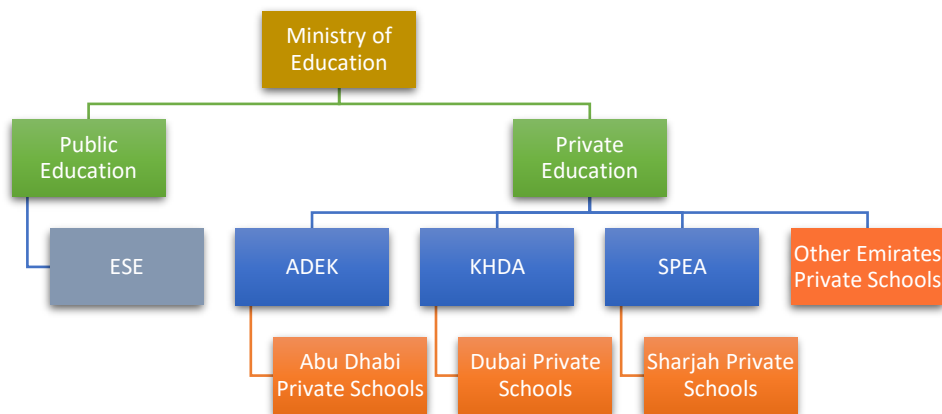 Ministry of
Education
Public
Education
Private
Education
ESE
ADEK
KHDA
SPEA
Other Emirates
Private Schools
Abu Dhabi
Private Schools
Dubai Private
Schools
Sharjah Private
Schools